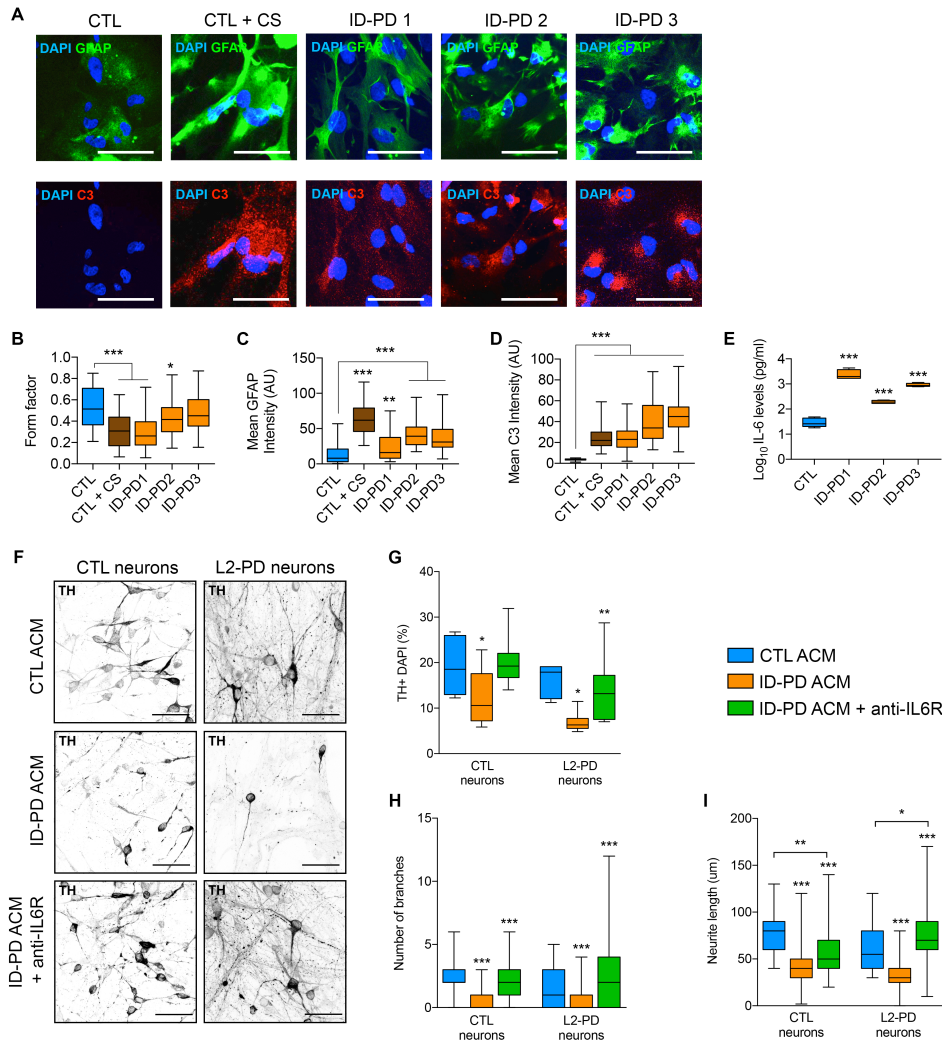 A
CTL
CTL + CS
ID-PD 1
ID-PD 2
ID-PD 3
DAPI GFAP
DAPI GFAP
DAPI GFAP
DAPI GFAP
DAPI GFAP
DAPI C3
DAPI C3
DAPI C3
DAPI C3
DAPI C3
B
Form factor
1.0
0.8
0.6
0.4
0.2
0.0
***
*
CTL
CTL + CS
ID-PD1
ID-PD2
ID-PD3
C
Mean GFAP
Intensity (AU)
200
150
100
50
0
***
***
**
CTL
CTL + CS
ID-PD1
ID-PD2
ID-PD3
D
Mean C3 Intensity (AU)
100
80
60
40
20
0
***
CTL
CTL + CS
ID-PD1
ID-PD2
ID-PD3
E
Log10 IL-6 levels (pg/ml)
4
3
2
1
0
***
***
***
CTL
ID-PD1
ID-PD2
ID-PD3
F
CTL neurons
L2-PD neurons
CTL ACM
TH
TH
ID-PD ACM
TH
TH
ID-PD ACM
+ anti-IL6R
TH
TH
G
TH+ DAPI (%)
40
30
20
10
0
*
*
**
CTL
neurons
L2-PD
neurons
CTL ACM
ID-PD ACM
ID-PD ACM + anti-IL6R
H
Number of branches
15
10
5
0
***
***
***
***
CTL
neurons
L2-PD
neurons
I
Neurite length (um)
200
150
100
50
0
**
***
***
*
***
***
CTL
neurons
L2-PD
neurons